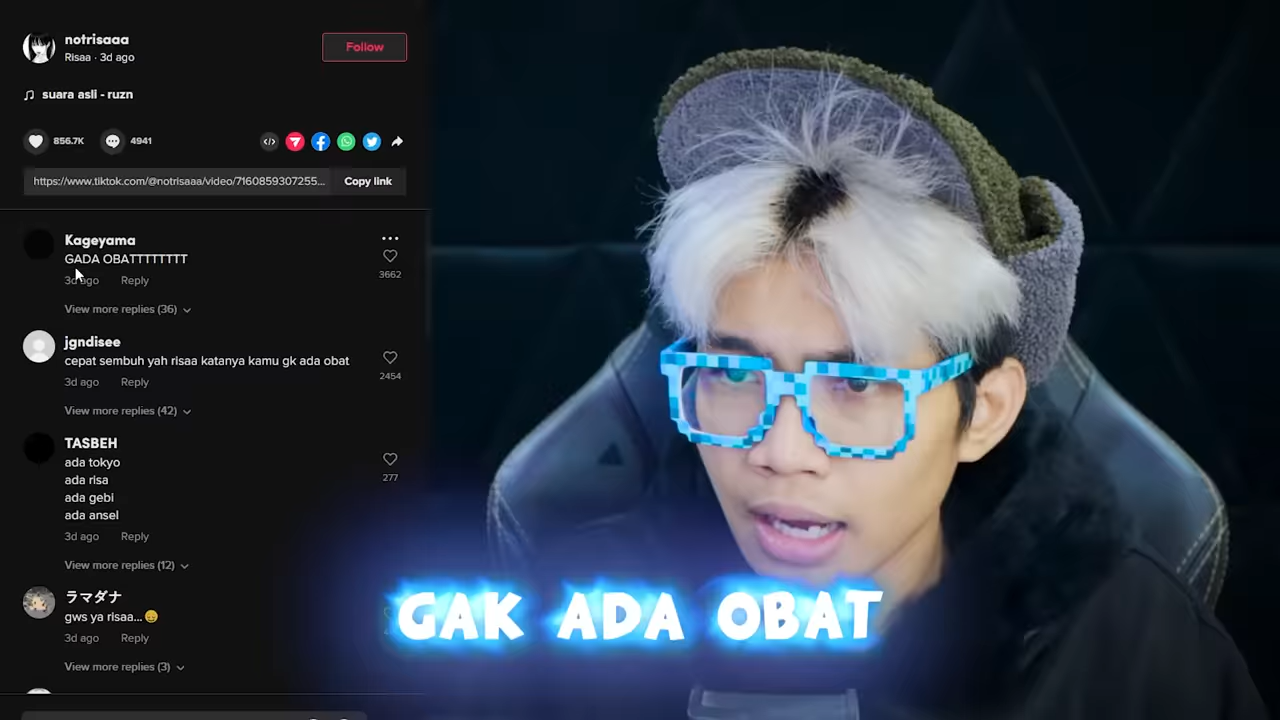 notrisaaa
Risaa · 3d ago
Follow
suara asli - ruzn
856.7K
4941
https://www.tiktok.com/@notrisaaa/video/7160859307255...
Copy link
Kageyama
GADA OBATTTTTTTT
3d ago Reply
3662
View more replies (36)
jgndisee
cepat sembuh yah risaa katanya kamu gk ada obat
3d ago Reply
2454
View more replies (42)
TASBEH
ada tokyo
ada risa
ada gebi
ada ansel
277
3d ago Reply
View more replies (12)
ラマダナ
gws ya risaa...😊
3d ago Reply
View more replies (3)
GAK ADA OBAT